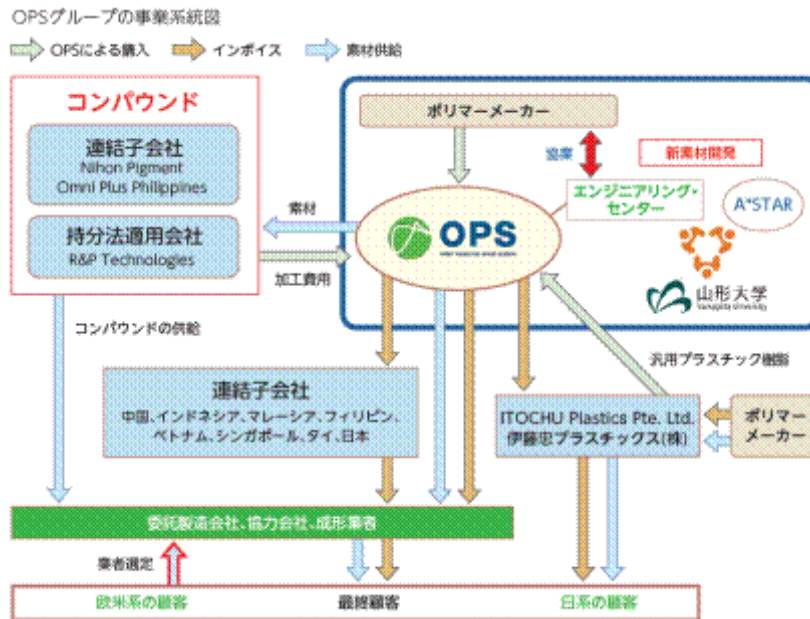 OPSグループの事業系統図
OPSによる購入 インボイス 素材供給
コンパウンド
連結子会社
Nihon Pigment
Omni Plus Philippines
持分法適用会社
R&P Technologies
ポリマーメーカー
協業
新素材開発
エンジニアリング・
センター
A*STAR
OPS
山形大学
Yamagata University
素材
加工費用
コンパウンドの供給
汎用プラスチック樹脂
連結子会社
中国、インドネシア、マレーシア、フィリピン、
ベトナム、シンガポール、タイ、日本
ITOCHU Plastics Pte. Ltd.
伊藤忠プラスチックス(株)
ポリマー
メーカー
委託製造会社、協力会社、成形業者
業者選定
欧米系の顧客 最終顧客 日系の顧客